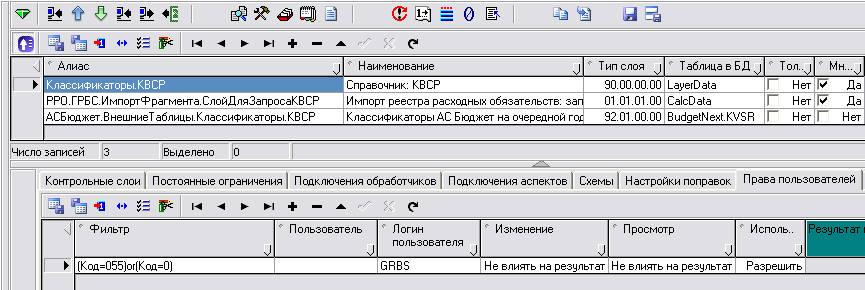 Алиас Наименование Тип слоя Таблица в БД Тол.. Мн..
Классификаторы.КВСР Справочник: КВСР 90.00.00.00 LayerData Нет Да
РРО.ГРБС.ИмпортФрагмента.СлойДляЗапросаКВСР Импорт реестра расходных обязательств: зап 01.01.01.00 CalcData Нет Да
АСБюджет.ВнешниеТаблицы.Классификаторы.КВСР Классификаторы АС Бюджет на очередной год 92.01.00.00 BudgetNext.KVSR Нет Нет
Число записей 3 Выделено 0
Контрольные слои Постоянные ограничения Подключения обработчиков Подключения аспектов Схемы Настройки поправок Права пользователей
Фильтр Пользователь Логин пользователя Изменение Просмотр Исполь.. Результат
(Код=055)or(Код=0) GRBS Не влиять на результат Не влиять на результат Разрешить